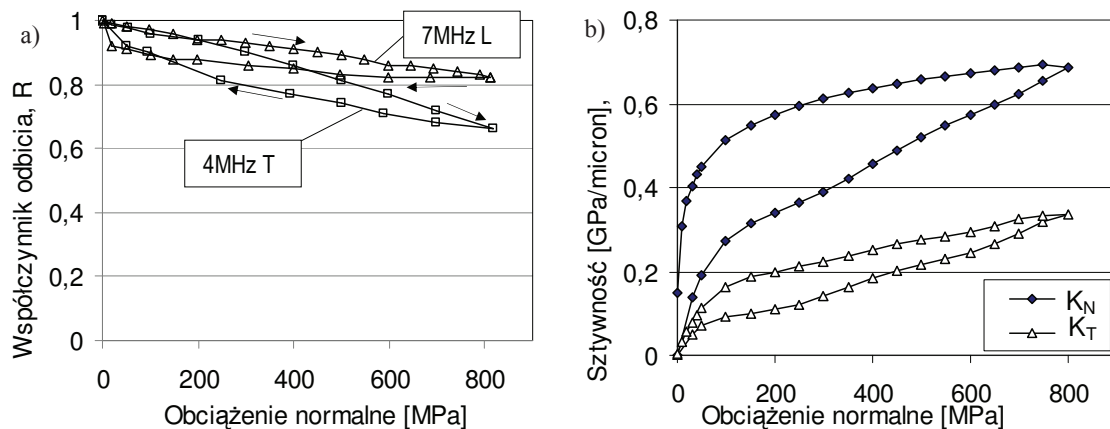 a)
Współczynnik odbicia, R
1
0,8
0,6
0,4
0,2
0
7MHz L
4MHz T
0 200 400 600 800
Obciążenie normalne [MPa]
b)
Sztywność [GPa/micron],
0,8
0,6
0,4
0,2
0
K_N
K_T
0 200 400 600 800
Obciążenie normalne [MPa]